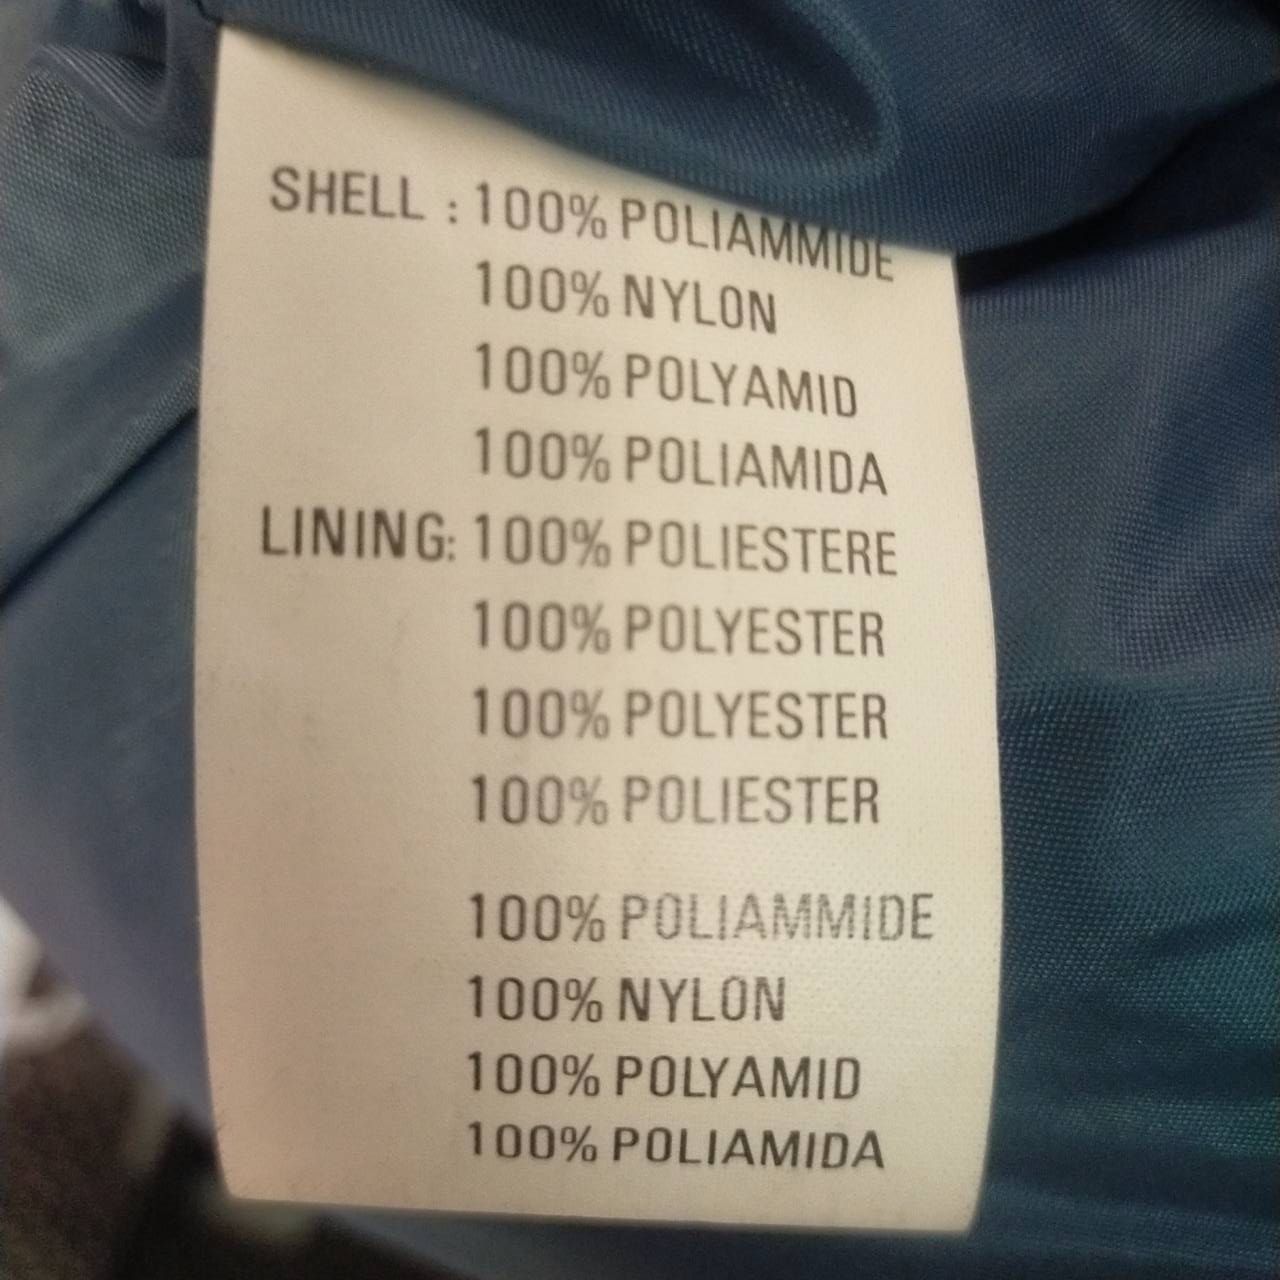 SHELL : 100% POLIAMMIDE
100% NYLON
100% POLYAMID
100% POLIAMIDA
LINING: 100% POLIESTERE
100% POLYESTER
100% POLYESTER
100% POLIESTER
100% POLIAMMIDE
100% NYLON
100% POLYAMID
100% POLIAMIDA